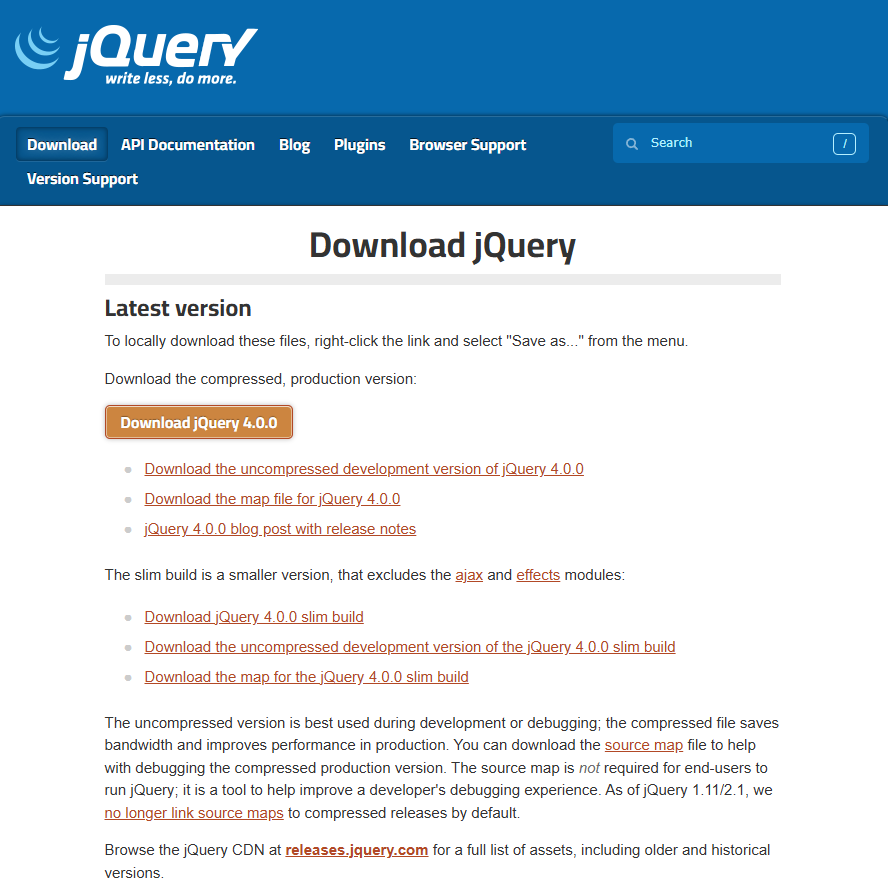 jQuery
write less, do more.
Download API Documentation Blog Plugins Browser Support Search /
Version Support
Download jQuery
Latest version
To locally download these files, right-click the link and select "Save as..." from the menu.
Download the compressed, production version:
Download jQuery 4.0.0
Download the uncompressed development version of jQuery 4.0.0
Download the map file for jQuery 4.0.0
jQuery 4.0.0 blog post with release notes
The slim build is a smaller version, that excludes the ajax and effects modules:
Download jQuery 4.0.0 slim build
Download the uncompressed development version of the jQuery 4.0.0 slim build
Download the map for the jQuery 4.0.0 slim build
The uncompressed version is best used during development or debugging; the compressed file saves
bandwidth and improves performance in production. You can download the source map file to help
with debugging the compressed production version. The source map is not required for end-users to
run jQuery; it is a tool to help improve a developer's debugging experience. As of jQuery 1.11/2.1, we
no longer link source maps to compressed releases by default.
Browse the jQuery CDN at releases.jquery.com for a full list of assets, including older and historical
versions.